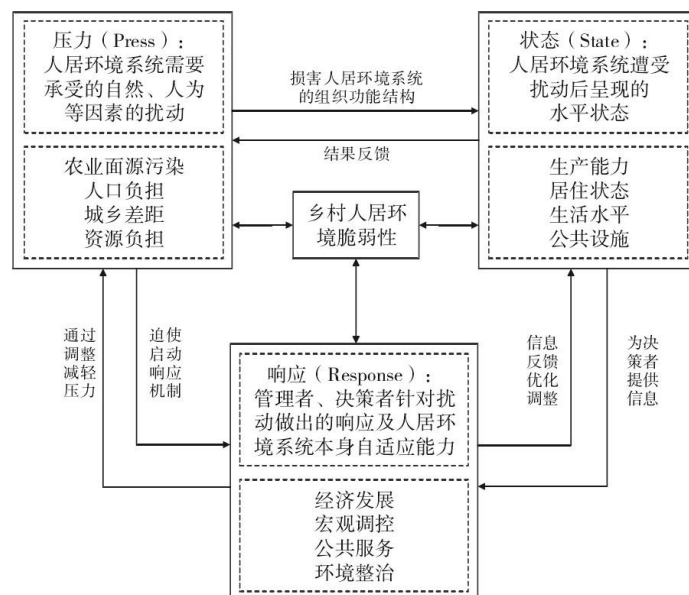 压力（Press）：
人居环境系统需要
承受的自然、人为
等因素的扰动
农业面源污染
人口负担
城乡差距
资源负担
损害人居环境系统
的组织功能结构
结果反馈
状态（State）：
人居环境系统遭受
扰动后呈现的
水平状态
生产能力
居住状态
生活水平
公共设施
乡村人居环
境脆弱性
通过
调整
减轻
压力
迫使
启动
响应
机制
响应（Response）：
管理者、决策者针对扰
动做出的响应及人居环
境系统本身自适应能力
经济发展
宏观调控
公共服务
环境整治
信息
反馈
优化
调整
为决
策者
提供
信息